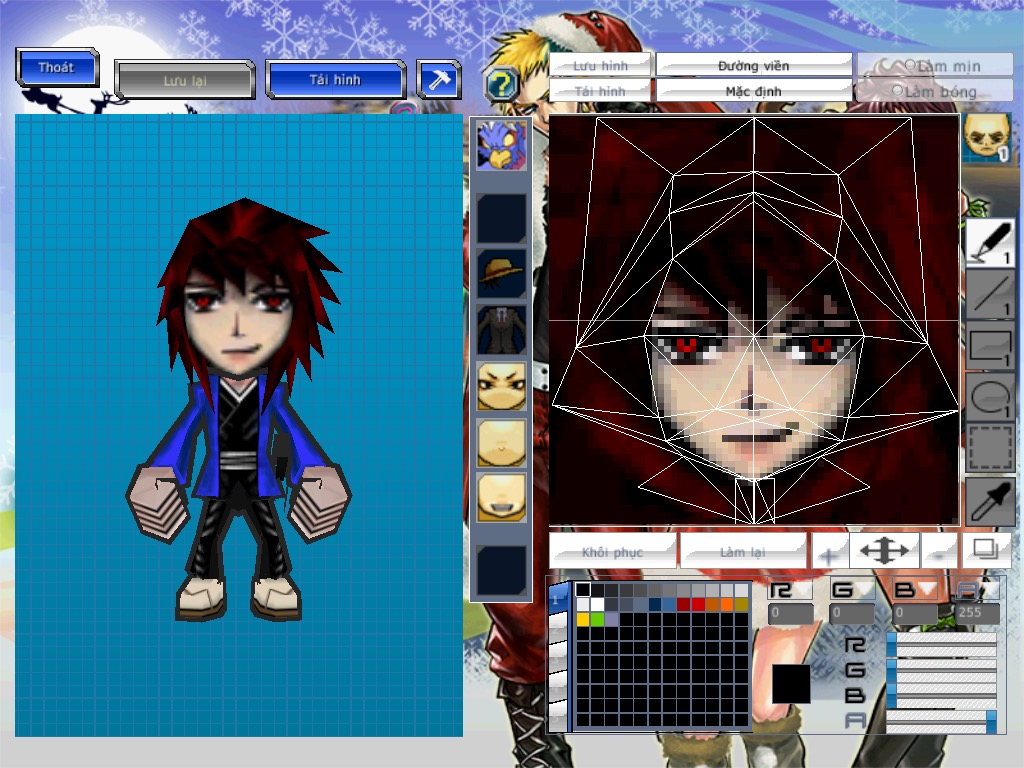 Thoát
Lưu lại
Tải hình
?
Lưu hình
Đường viền
Làm mịn
Tải hình
Mặc định
Làm bóng
1
1
1
1
1
Khôi phục
Làm lại
+
-
1
R
G
B
A
0
0
0
255
R
G
B
A